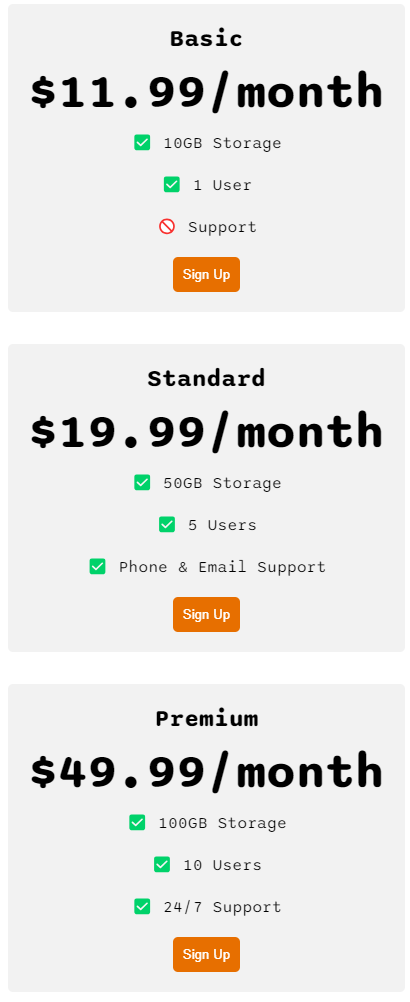 Basic
$11.99/month
✅ 10GB Storage
✅ 1 User
🚫 Support
Sign Up
Standard
$19.99/month
✅ 50GB Storage
✅ 5 Users
✅ Phone & Email Support
Sign Up
Premium
$49.99/month
✅ 100GB Storage
✅ 10 Users
✅ 24/7 Support
Sign Up